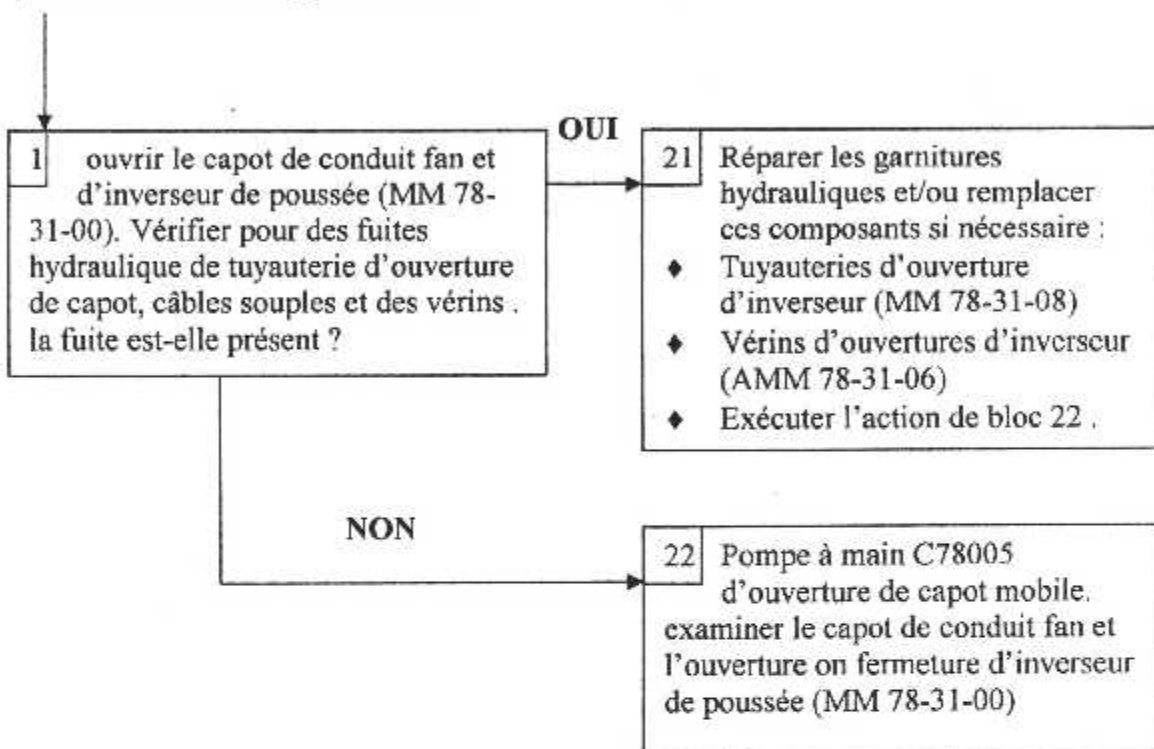 1 ouvrir le capot de conduit fan et
d'inverseur de poussée (MM 78-
31-00). Vérifier pour des fuites
hydraulique de tuyauterie d'ouverture
de capot, câbles souples et des vérins .
la fuite est-elle présent ?
OUI
21 Réparer les garnitures
hydrauliques et/ou remplacer
ces composants si nécessaire :
♦ Tuyauteries d'ouverture
d'inverseur (MM 78-31-08)
♦ Vérins d'ouvertures d'inverseur
(AMM 78-31-06)
♦ Exécuter l'action de bloc 22 .
NON
22 Pompe à main C78005
d'ouverture de capot mobile.
examiner le capot de conduit fan et
l'ouverture on fermeture d'inverseur
de poussée (MM 78-31-00)